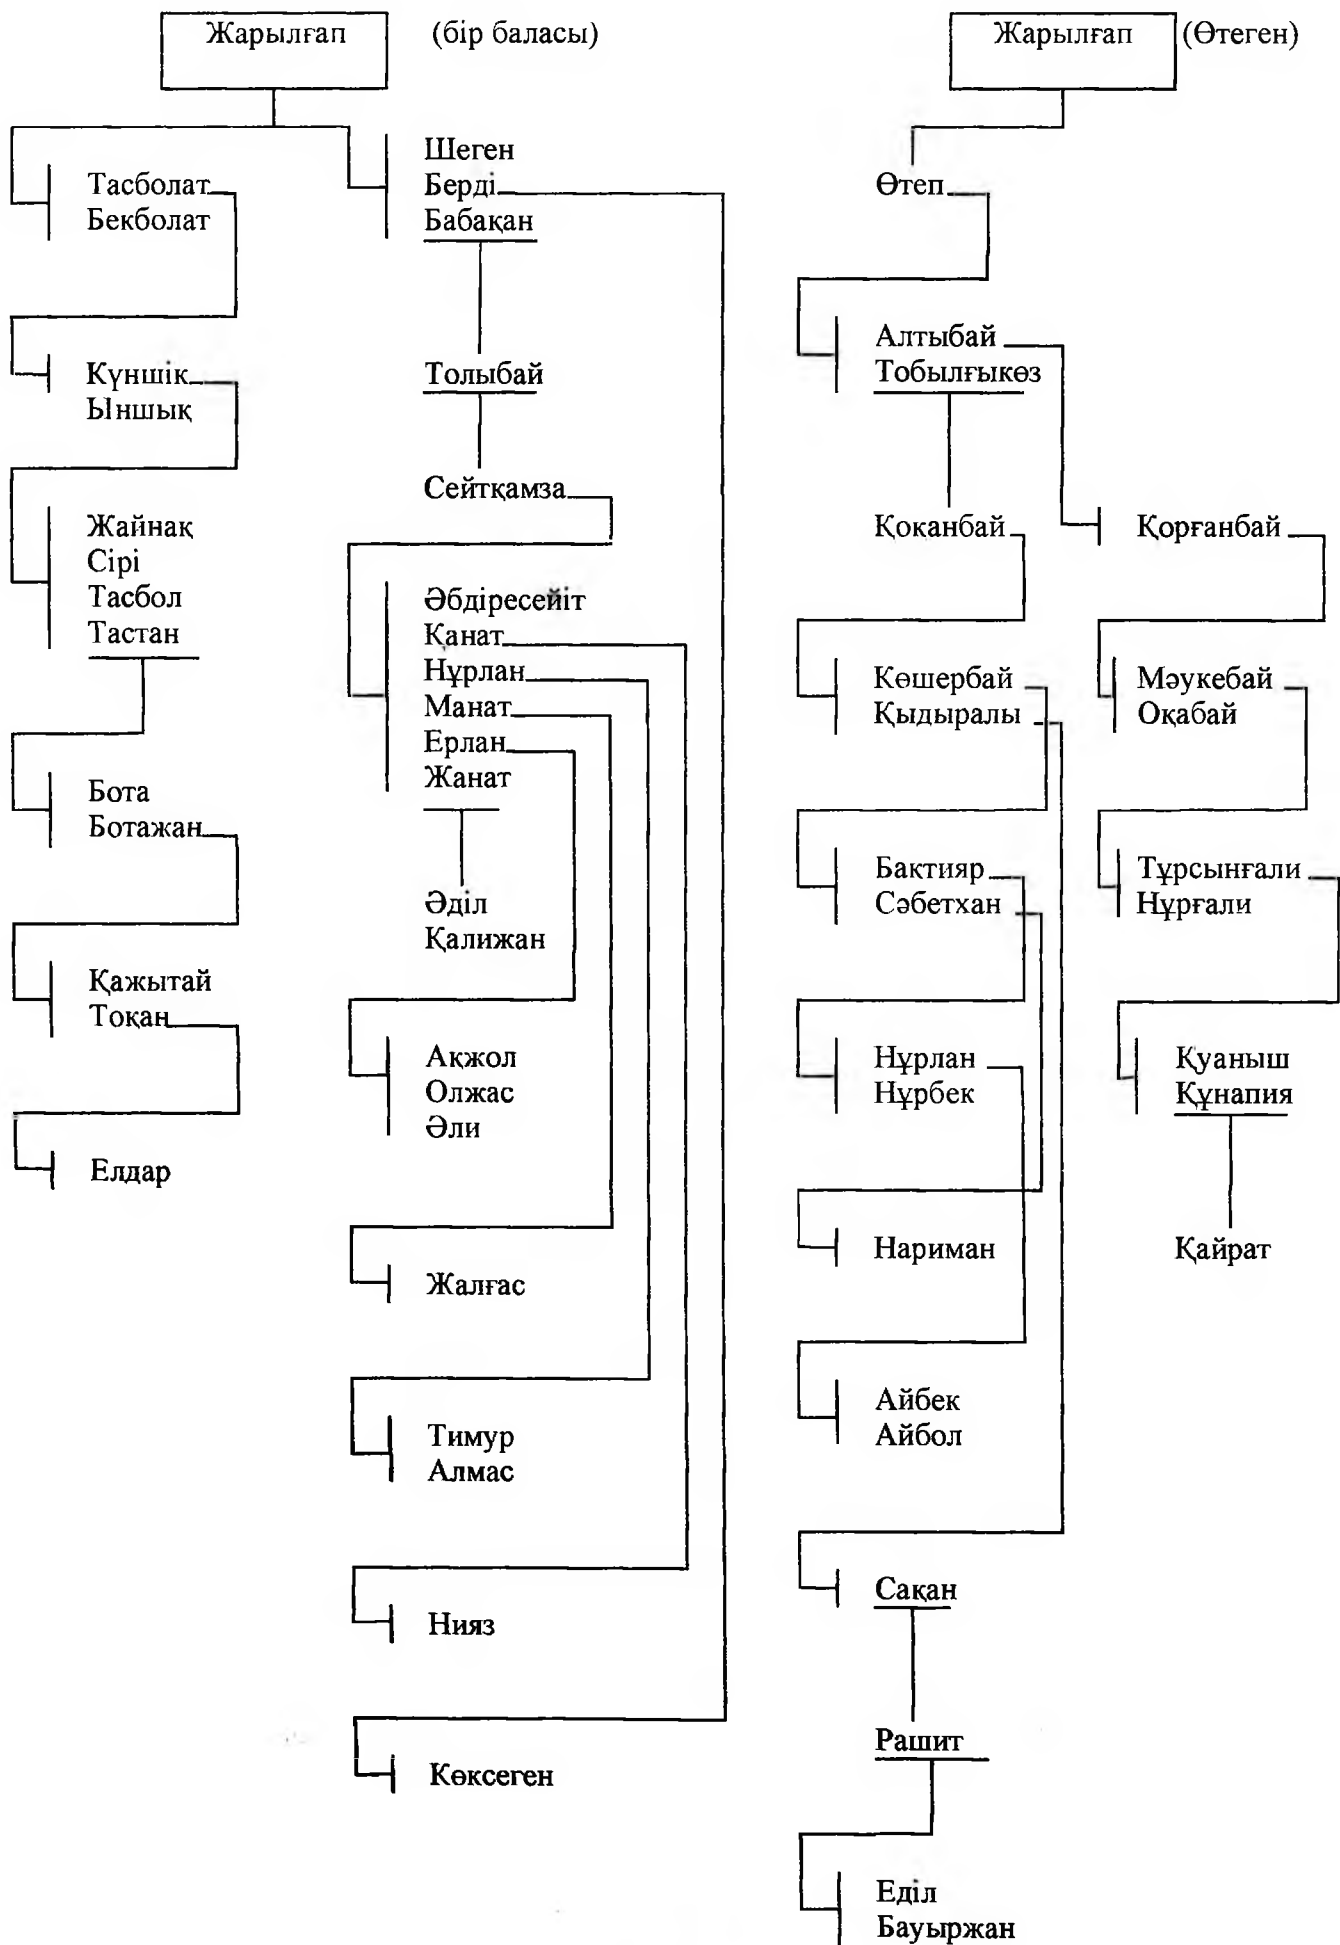 Жарылғап (бір баласы)
Тасболат
Бекболат
Күншік
Ыншық
Жайнақ
Сірі
Тасбол
Тастан
Бота
Ботажан
Қажытай
Тоқан
Елдар
Шеген
Берді
Бабақан
Толыбай
Сейтқамза
Әбдіресейіт
Қанат
Нұрлан
Манат
Ерлан
Жанат
Әділ
Қалижан
Ақжол
Олжас
Әли
Жалғас
Тимур
Алмас
Нияз
Көксеген
Жарылғап (Өтеген)
Өтеп
Алтыбай
Тобылғыкөз
Қоқанбай
Көшербай
Қыдыралы
Бактияр
Сәбетхан
Нұрлан
Нұрбек
Нариман
Айбек
Айбол
Сақан
Рашит
Еділ
Бауыржан
Қорғанбай
Мәукебай
Оқабай
Тұрсынғали
Нұрғали
Қуаныш
Құнапия
Қайрат